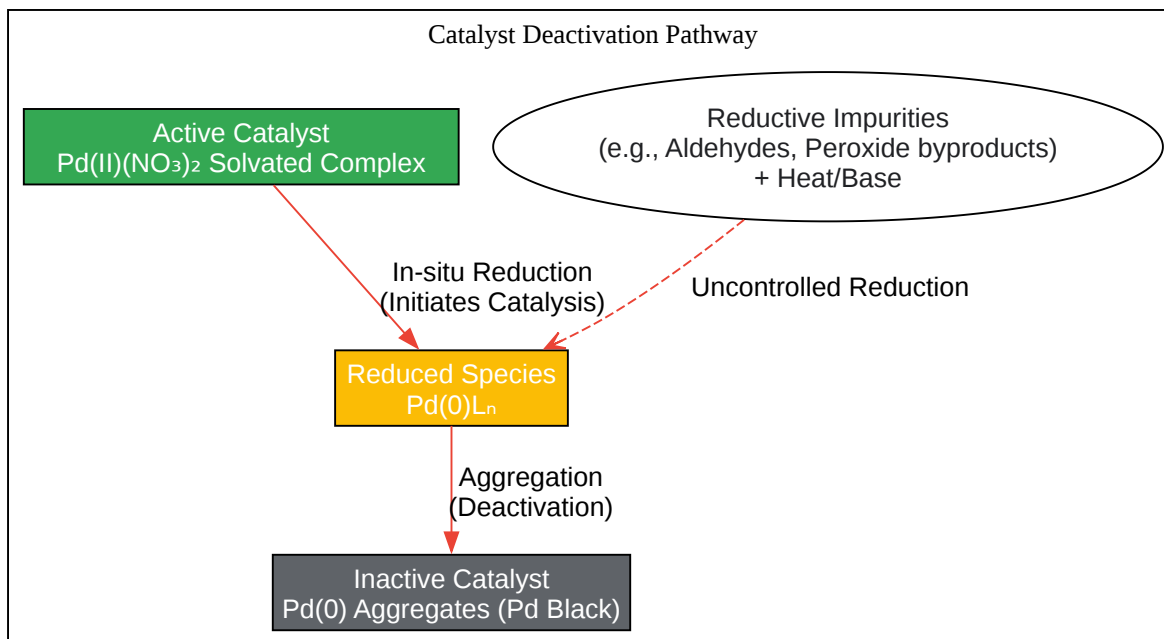 Catalyst Deactivation Pathway
Active Catalyst
Pd(II)(NO₃)₂ Solvated Complex
Reductive Impurities
(e.g., Aldehydes, Peroxide byproducts)
+ Heat/Base
In-situ Reduction
(Initiates Catalysis)
Uncontrolled Reduction
Reduced Species
Pd(0)Lₙ
Aggregation
(Deactivation)
Inactive Catalyst
Pd(0) Aggregates (Pd Black)